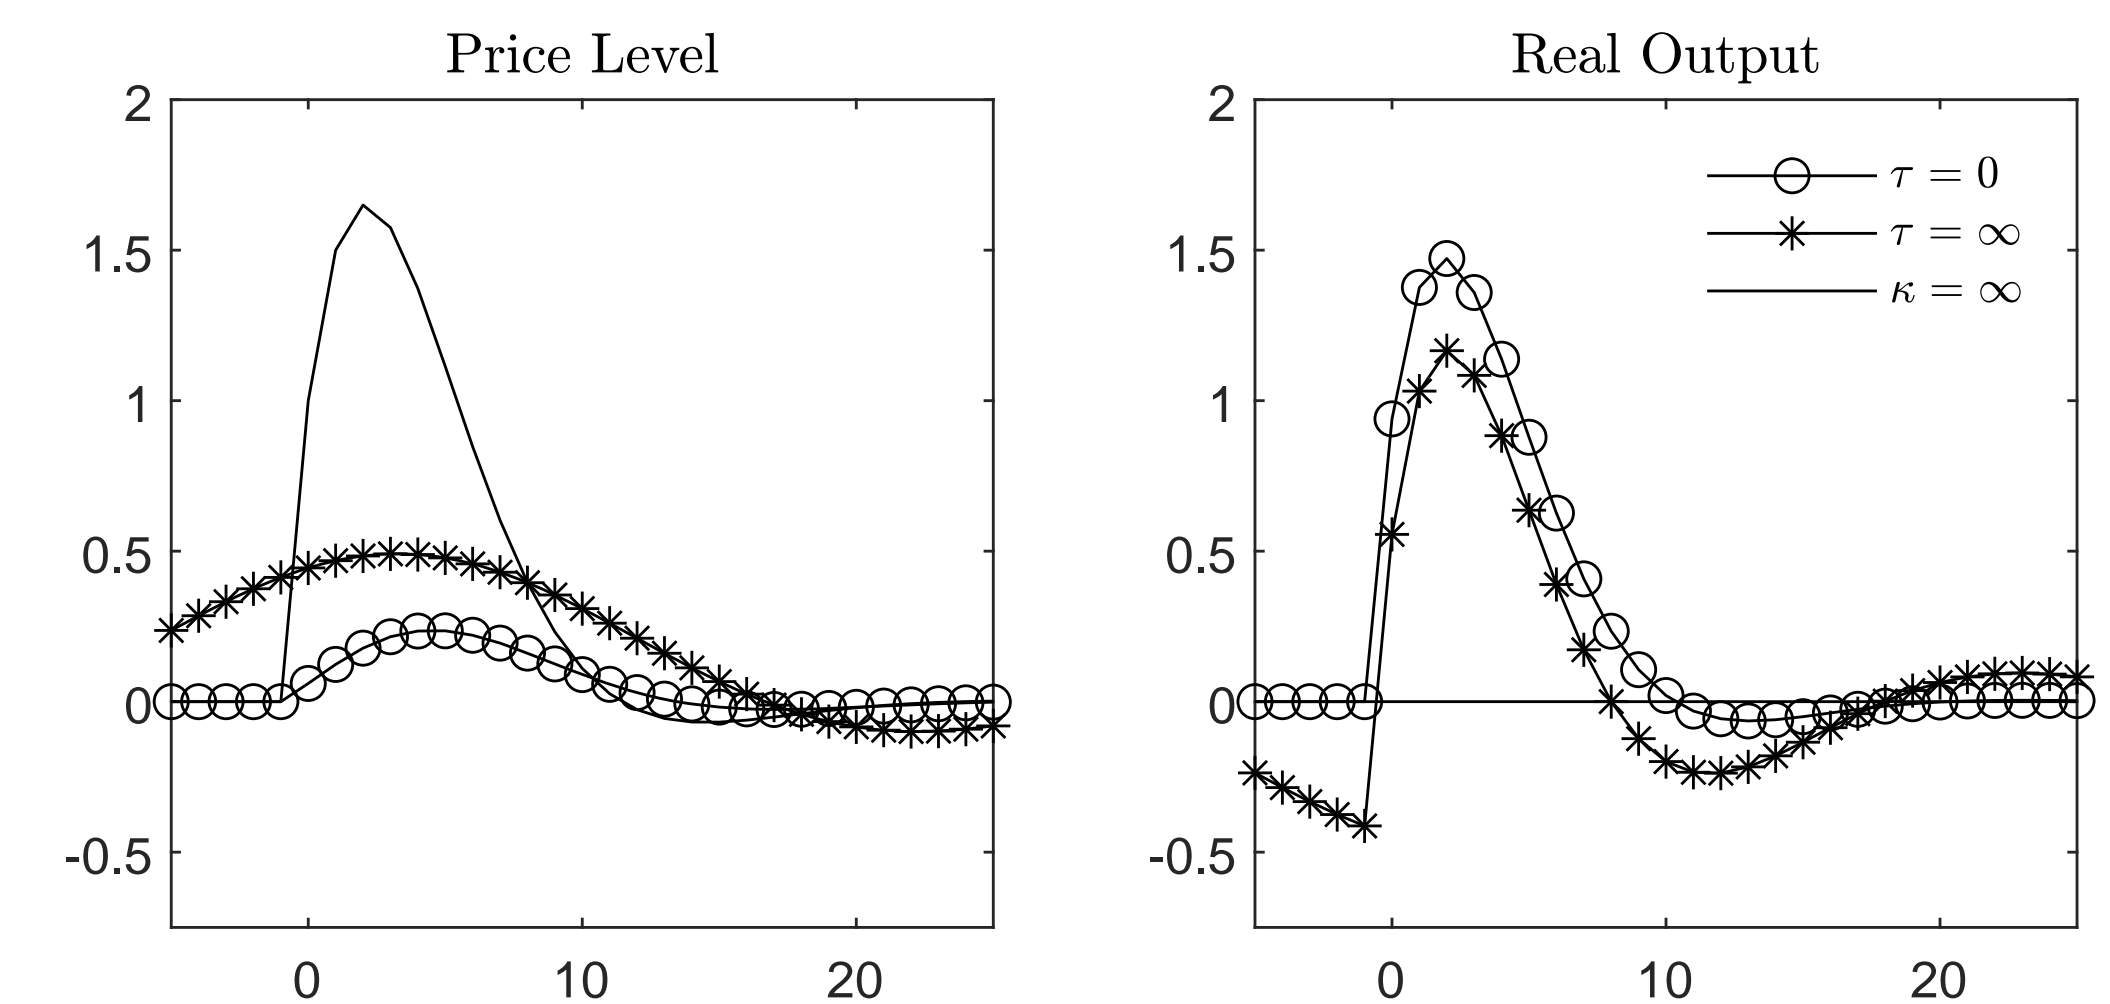 Price Level
2
1.5
1
0.5
0
-0.5
0 10 20
Real Output
2
1.5
1
0.5
0
-0.5
0 10 20
τ = 0
τ = ∞
κ = ∞